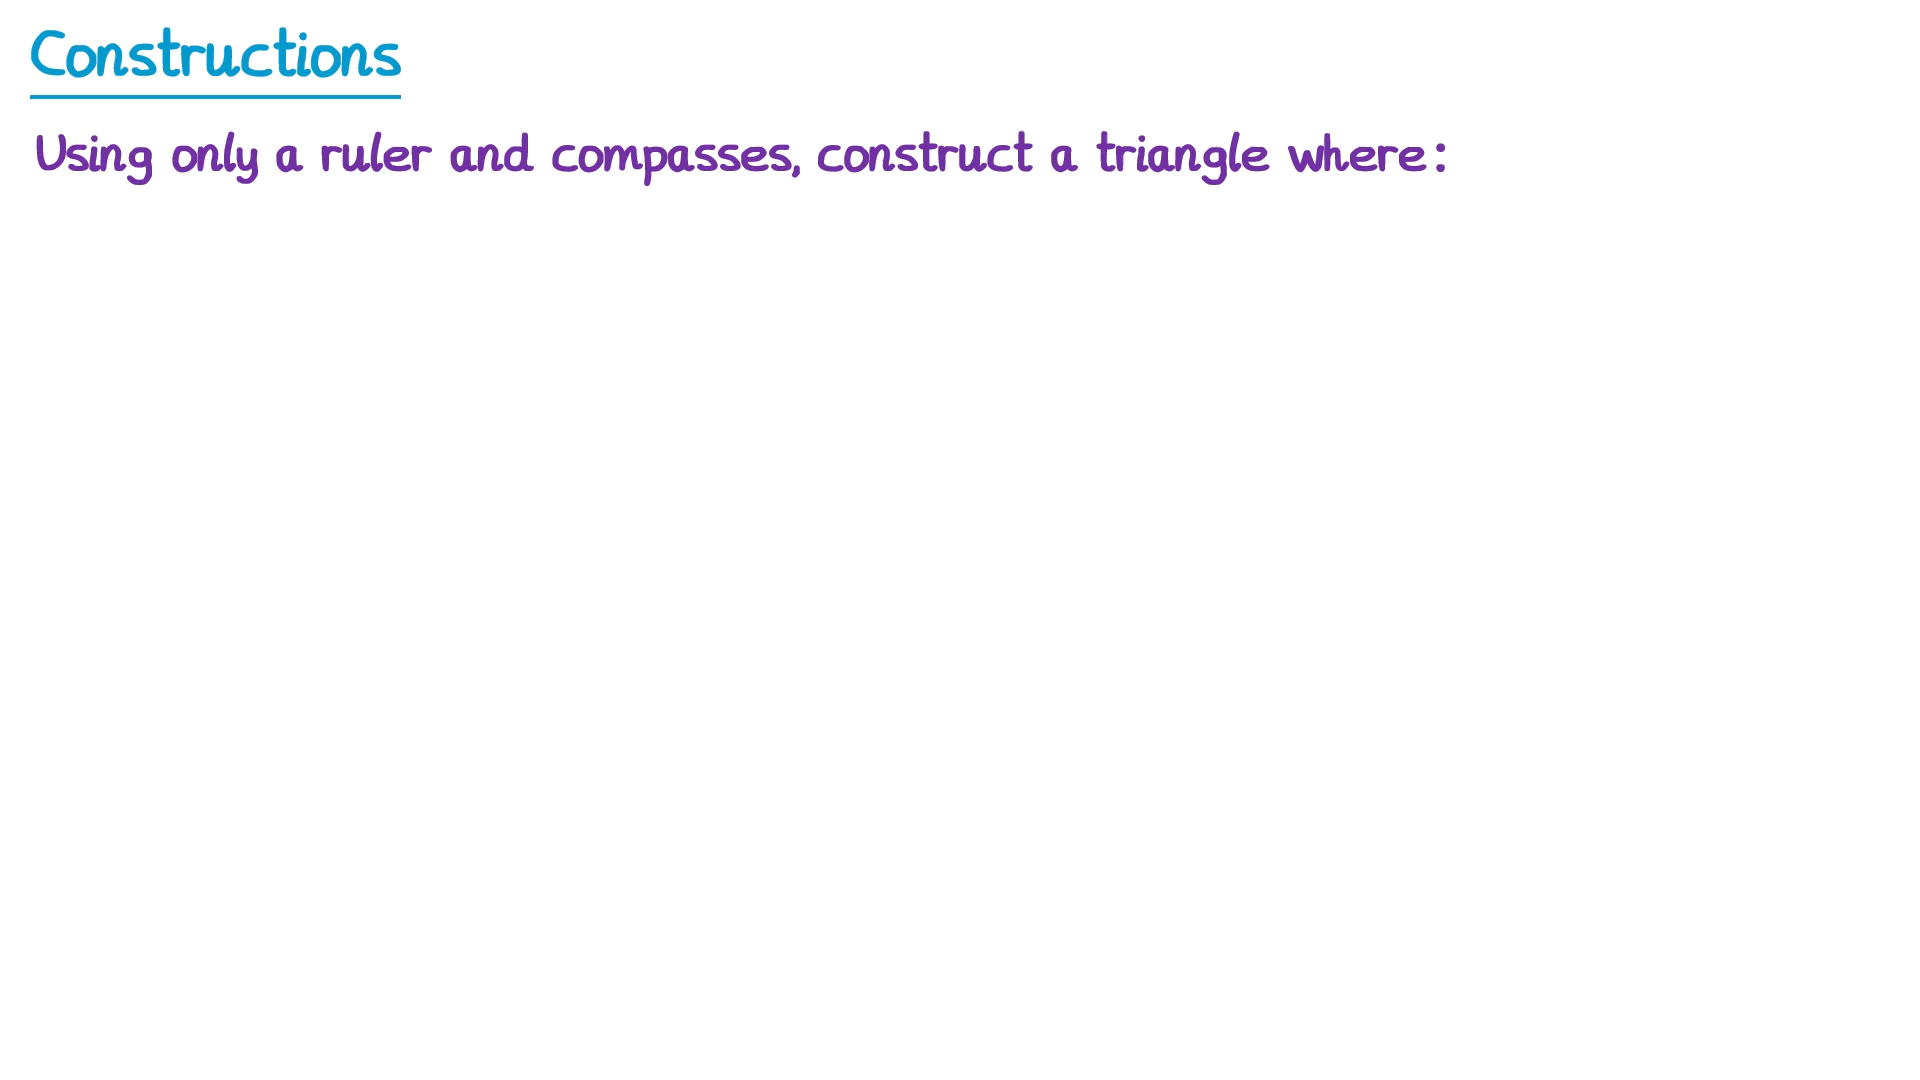 Constructions
Using only a ruler and compasses, construct a triangle where: